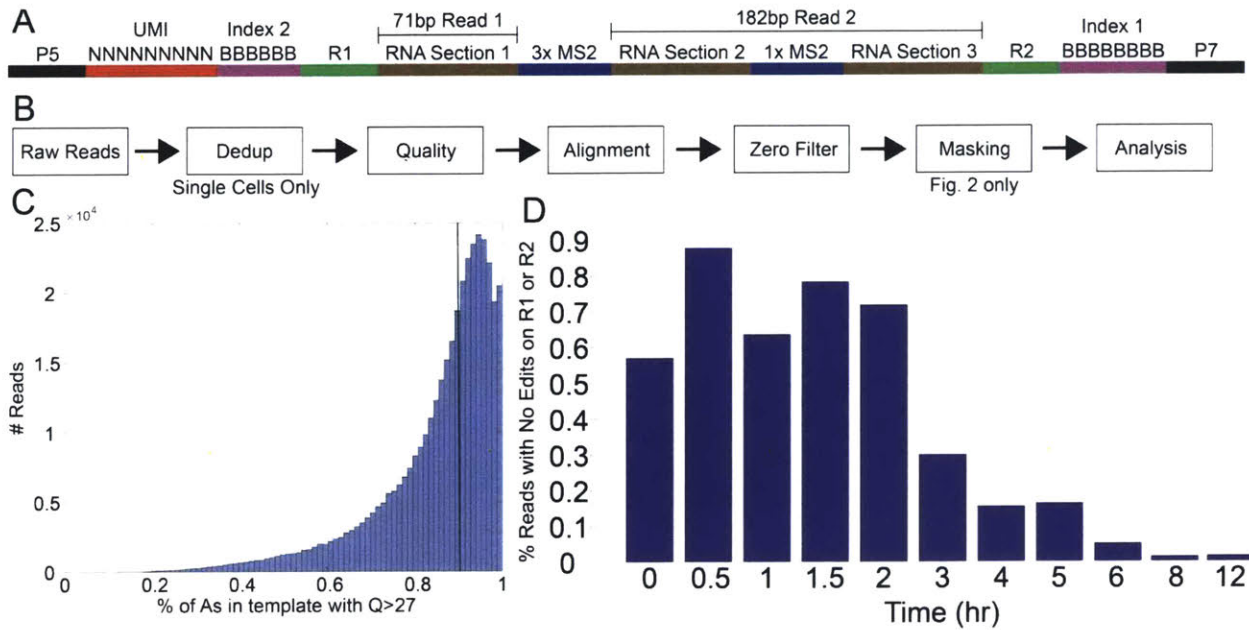 A
71bp Read 1
182bp Read 2
UMI
Index 2
Index 1
P5
NNNNNNNNN
BBBBBB
R1
RNA Section 1
3x MS2
RNA Section 2
1x MS2
RNA Section 3
R2
BBBBBBBB
P7
B
Raw Reads
Dedup
Quality
Alignment
Zero Filter
Masking
Analysis
Single Cells Only
Fig. 2 only
C
× 10^4
2.5
2
1.5
1
0.5
0
# Reads
0 0.2 0.4 0.6 0.8 1
% of As in template with Q>27
D
% Reads with No Edits on R1 or R2
0.9
0.8
0.7
0.6
0.5
0.4
0.3
0.2
0.1
0
0 0.5 1 1.5 2 3 4 5 6 8 12
Time (hr)